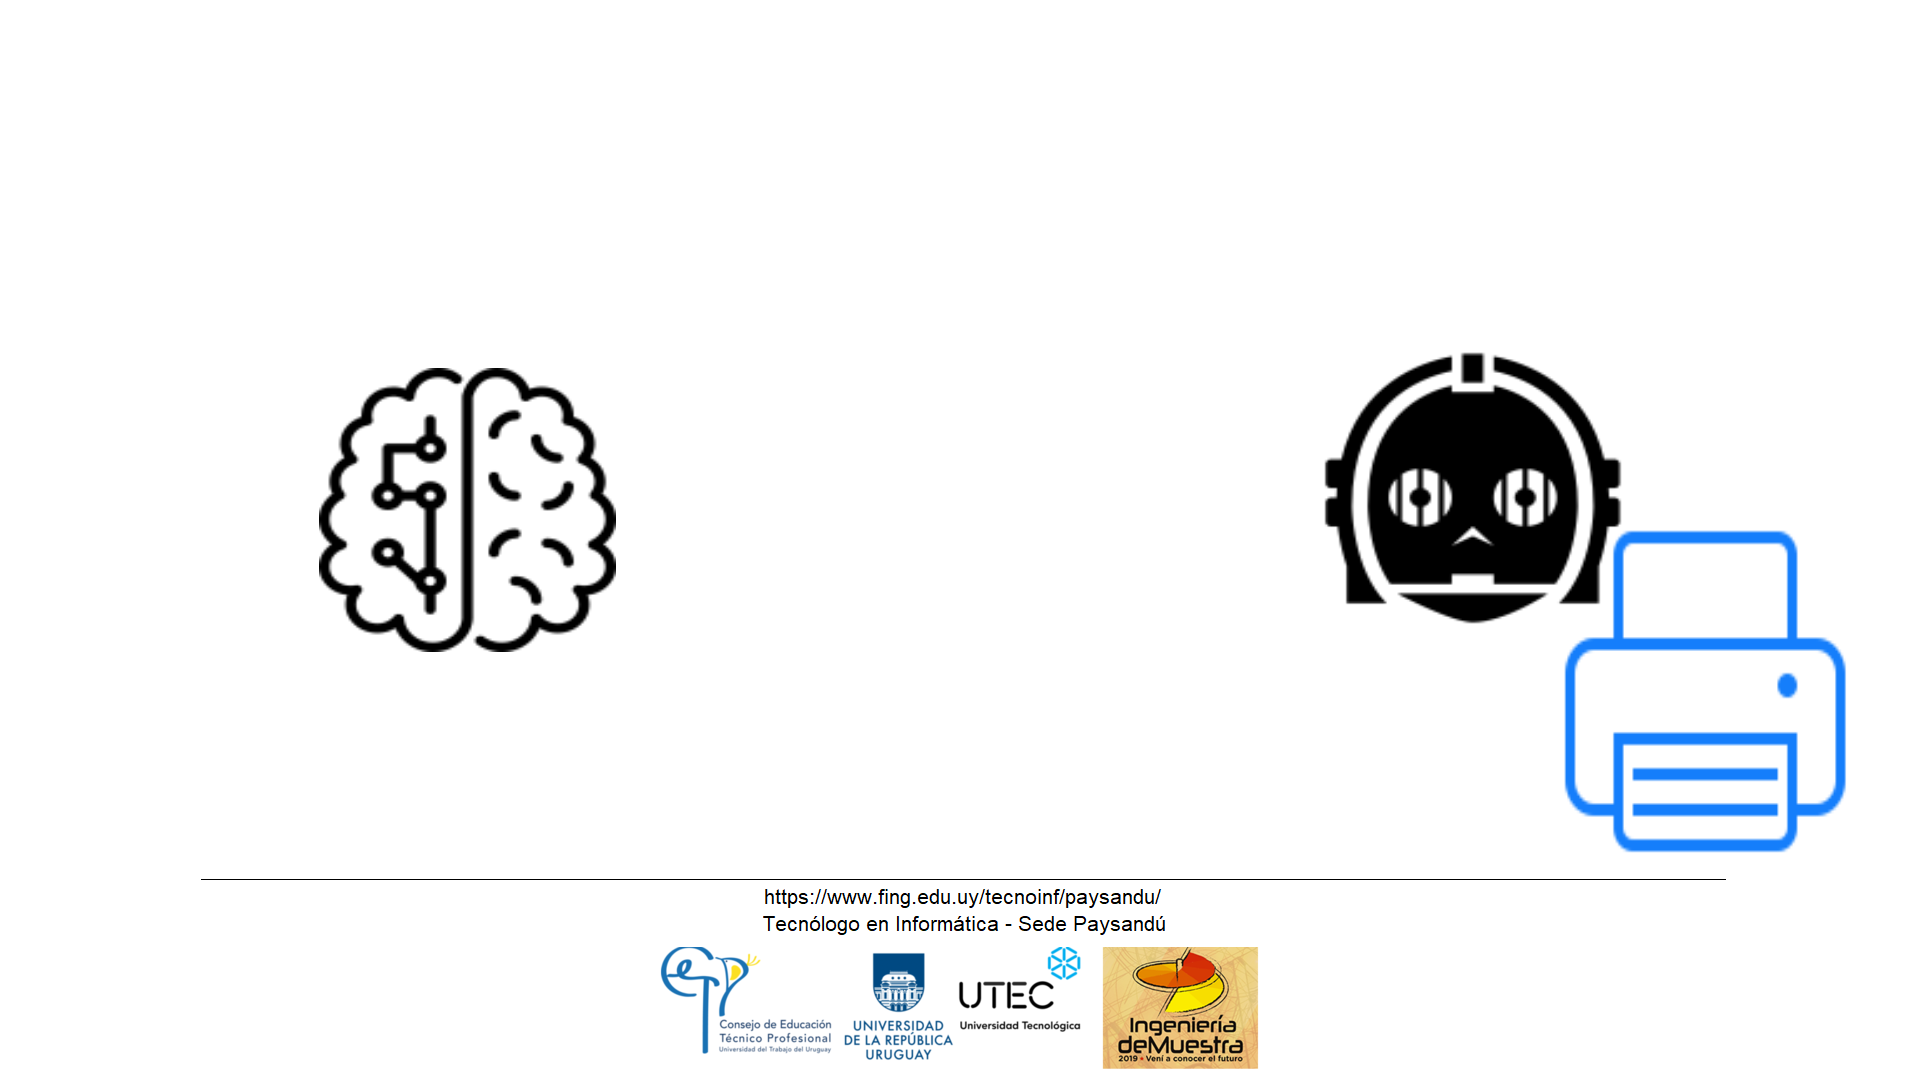 https://www.fing.edu.uy/tecnoinf/paysandu/
Tecnólogo en Informática - Sede Paysandú
Consejo de Educación
Técnico Profesional
Universidad del Trabajo del Uruguay
UNIVERSIDAD
DE LA REPÚBLICA
URUGUAY
UTEC
Universidad Tecnológica
Ingeniería
deMuestra
2019 • Vení a conocer el futuro